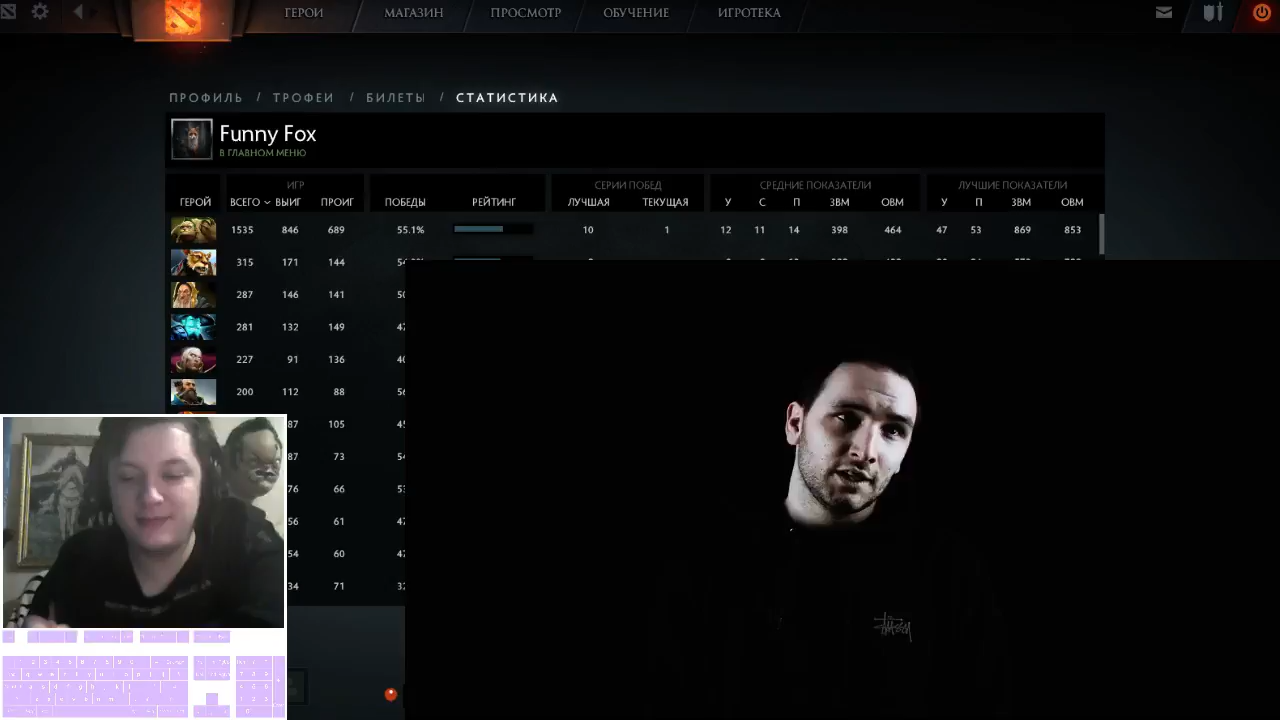 ГЕРОИ МАГАЗИН ПРОСМОТР ОБУЧЕНИЕ ИГРОТЕКА
ПРОФИЛЬ / ТРОФЕИ / БИЛЕТЫ / СТАТИСТИКА
Funny Fox
В ГЛАВНОМ МЕНЮ
ИГР СЕРИИ ПОБЕД СРЕДНИЕ ПОКАЗАТЕЛИ ЛУЧШИЕ ПОКАЗАТЕЛИ
ГЕРОЙ ВСЕГО ВЫИГ ПРОИГ ПОБЕДЫ РЕЙТИНГ ЛУЧШАЯ ТЕКУЩАЯ У С П ЗВМ ОВМ У П ЗВМ ОВМ
1535 846 689 55.1% 10 1 12 11 14 398 464 47 53 869 853
315 171 144
287 146 141
281 132 149
227 91 136
200 112 88
87 105
87 73
76 66
56 61
54 60
34 71